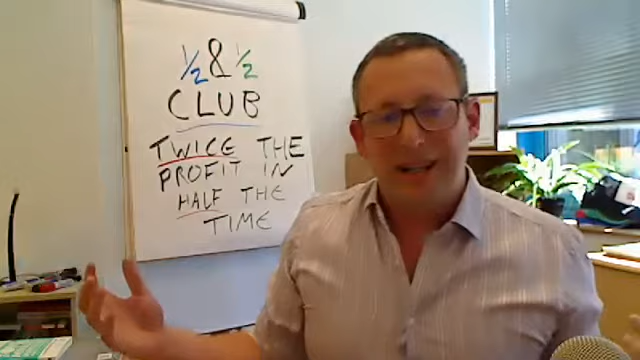 1/2 & 1/2
CLUB
TWICE THE
PROFIT IN
HALF THE
TIME